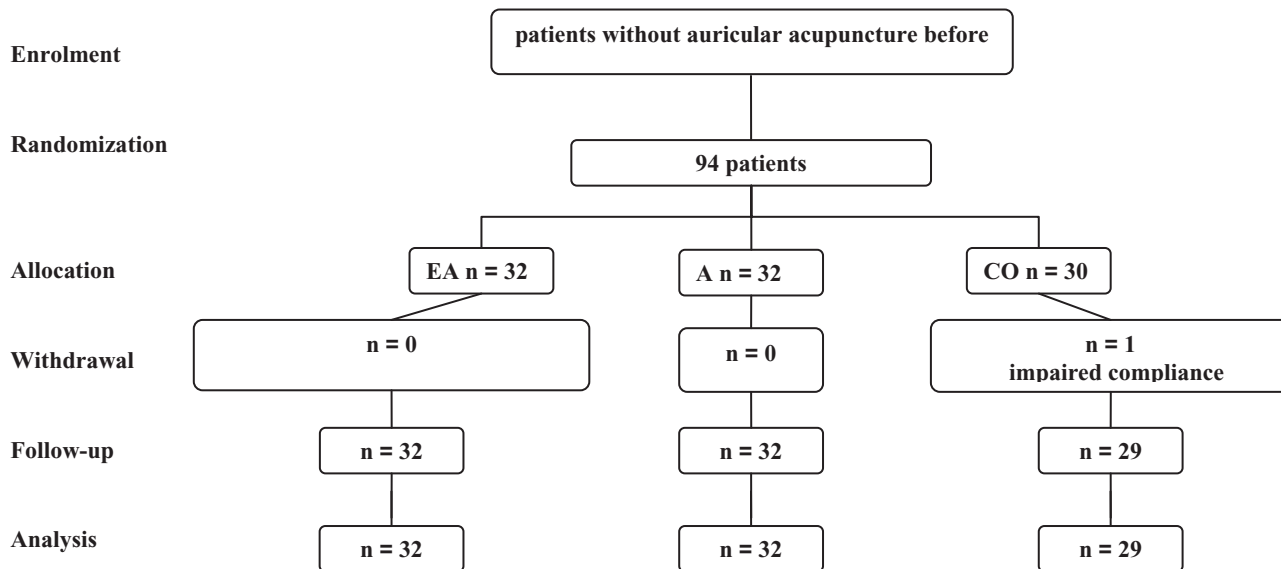 patients without auricular acupuncture before
Enrolment
Randomization
94 patients
Allocation
EA n = 32
A n = 32
CO n = 30
Withdrawal
n = 0
n = 0
n = 1
impaired compliance
Follow-up
n = 32
n = 32
n = 29
Analysis
n = 32
n = 32
n = 29